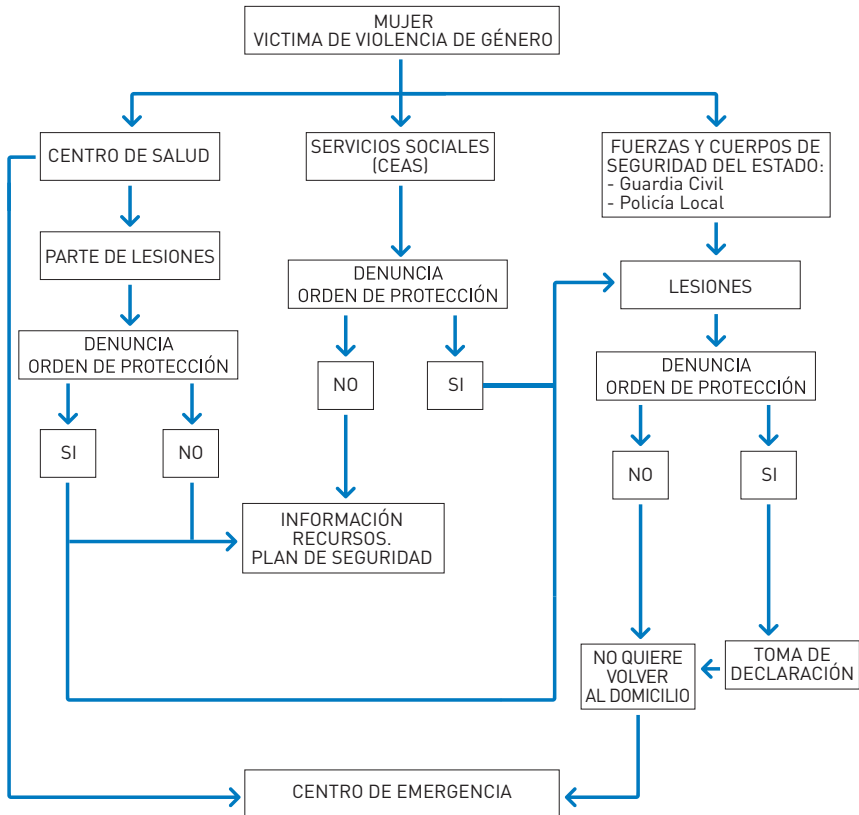 MUJER
VICTIMA DE VIOLENCIA DE GÉNERO
CENTRO DE SALUD
SERVICIOS SOCIALES
(CEAS)
FUERZAS Y CUERPOS DE
SEGURIDAD DEL ESTADO:
- Guardia Civil
- Policía Local
PARTE DE LESIONES
DENUNCIA
ORDEN DE PROTECCIÓN
LESIONES
DENUNCIA
ORDEN DE PROTECCIÓN
NO
SI
DENUNCIA
ORDEN DE PROTECCIÓN
SI
NO
NO
SI
INFORMACIÓN
RECURSOS.
PLAN DE SEGURIDAD
NO QUIERE
VOLVER
AL DOMICILIO
TOMA DE
DECLARACIÓN
CENTRO DE EMERGENCIA